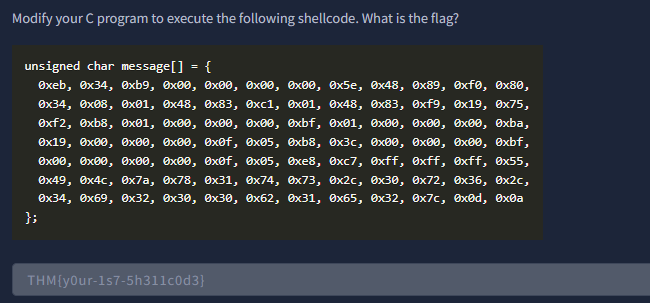 Modify your C program to execute the following shellcode. What is the flag?
unsigned char message[] = {
0xeb, 0x34, 0xb9, 0x00, 0x00, 0x00, 0x00, 0x5e, 0x48, 0x89, 0xf0, 0x80,
0x34, 0x08, 0x01, 0x48, 0x83, 0xc1, 0x01, 0x48, 0x83, 0xf9, 0x19, 0x75,
0xf2, 0xb8, 0x01, 0x00, 0x00, 0x00, 0xbf, 0x01, 0x00, 0x00, 0x00, 0xba,
0x19, 0x00, 0x00, 0x00, 0x0f, 0x05, 0xb8, 0x3c, 0x00, 0x00, 0x00, 0xbf,
0x00, 0x00, 0x00, 0x00, 0x0f, 0x05, 0xe8, 0xc7, 0xff, 0xff, 0xff, 0x55,
0x49, 0x4c, 0x7a, 0x78, 0x31, 0x74, 0x73, 0x2c, 0x30, 0x72, 0x36, 0x2c,
0x34, 0x69, 0x32, 0x30, 0x30, 0x62, 0x31, 0x65, 0x32, 0x7c, 0x0d, 0x0a
};
THM{y0ur-1s7-5h311c0d3}